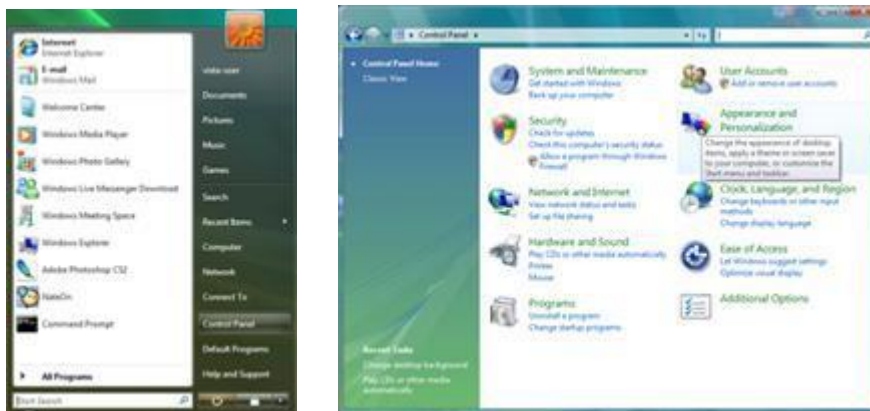 Internet
Internet Explorer
E-mail
Windows Mail
Welcome Center
Windows Media Player
Windows Photo Gallery
Windows Live Messenger Download
Windows Meeting Space
Windows Explorer
Adobe Photoshop CS2
NateOn
Command Prompt
All Programs
Start Search
vista user
Documents
Pictures
Music
Games
Search
Recent Items
Computer
Network
Connect To
Control Panel
Default Programs
Help and Support
Control Panel
Control Panel Home
Classic View
System and Maintenance
Get started with Windows
Back up your computer
Security
Check for updates
Check this computer's security status
Allow a program through Windows
Firewall
Network and Internet
View network status and tasks
Set up file sharing
Hardware and Sound
Play CDs or other media automatically
Printer
Mouse
Programs
Uninstall a program
Change startup programs
User Accounts
Add or remove user accounts
Appearance and
Personalization
Change the appearance of desktop
items, apply a theme or screen saver
to your computer, or customize the
Start menu and taskbar.
Clock, Language, and Region
Change keyboards or other input
methods
Change display language
Ease of Access
Let Windows suggest settings
Optimize visual display
Additional Options
Recent Tasks
Change desktop background
Play CDs or other media
automatically